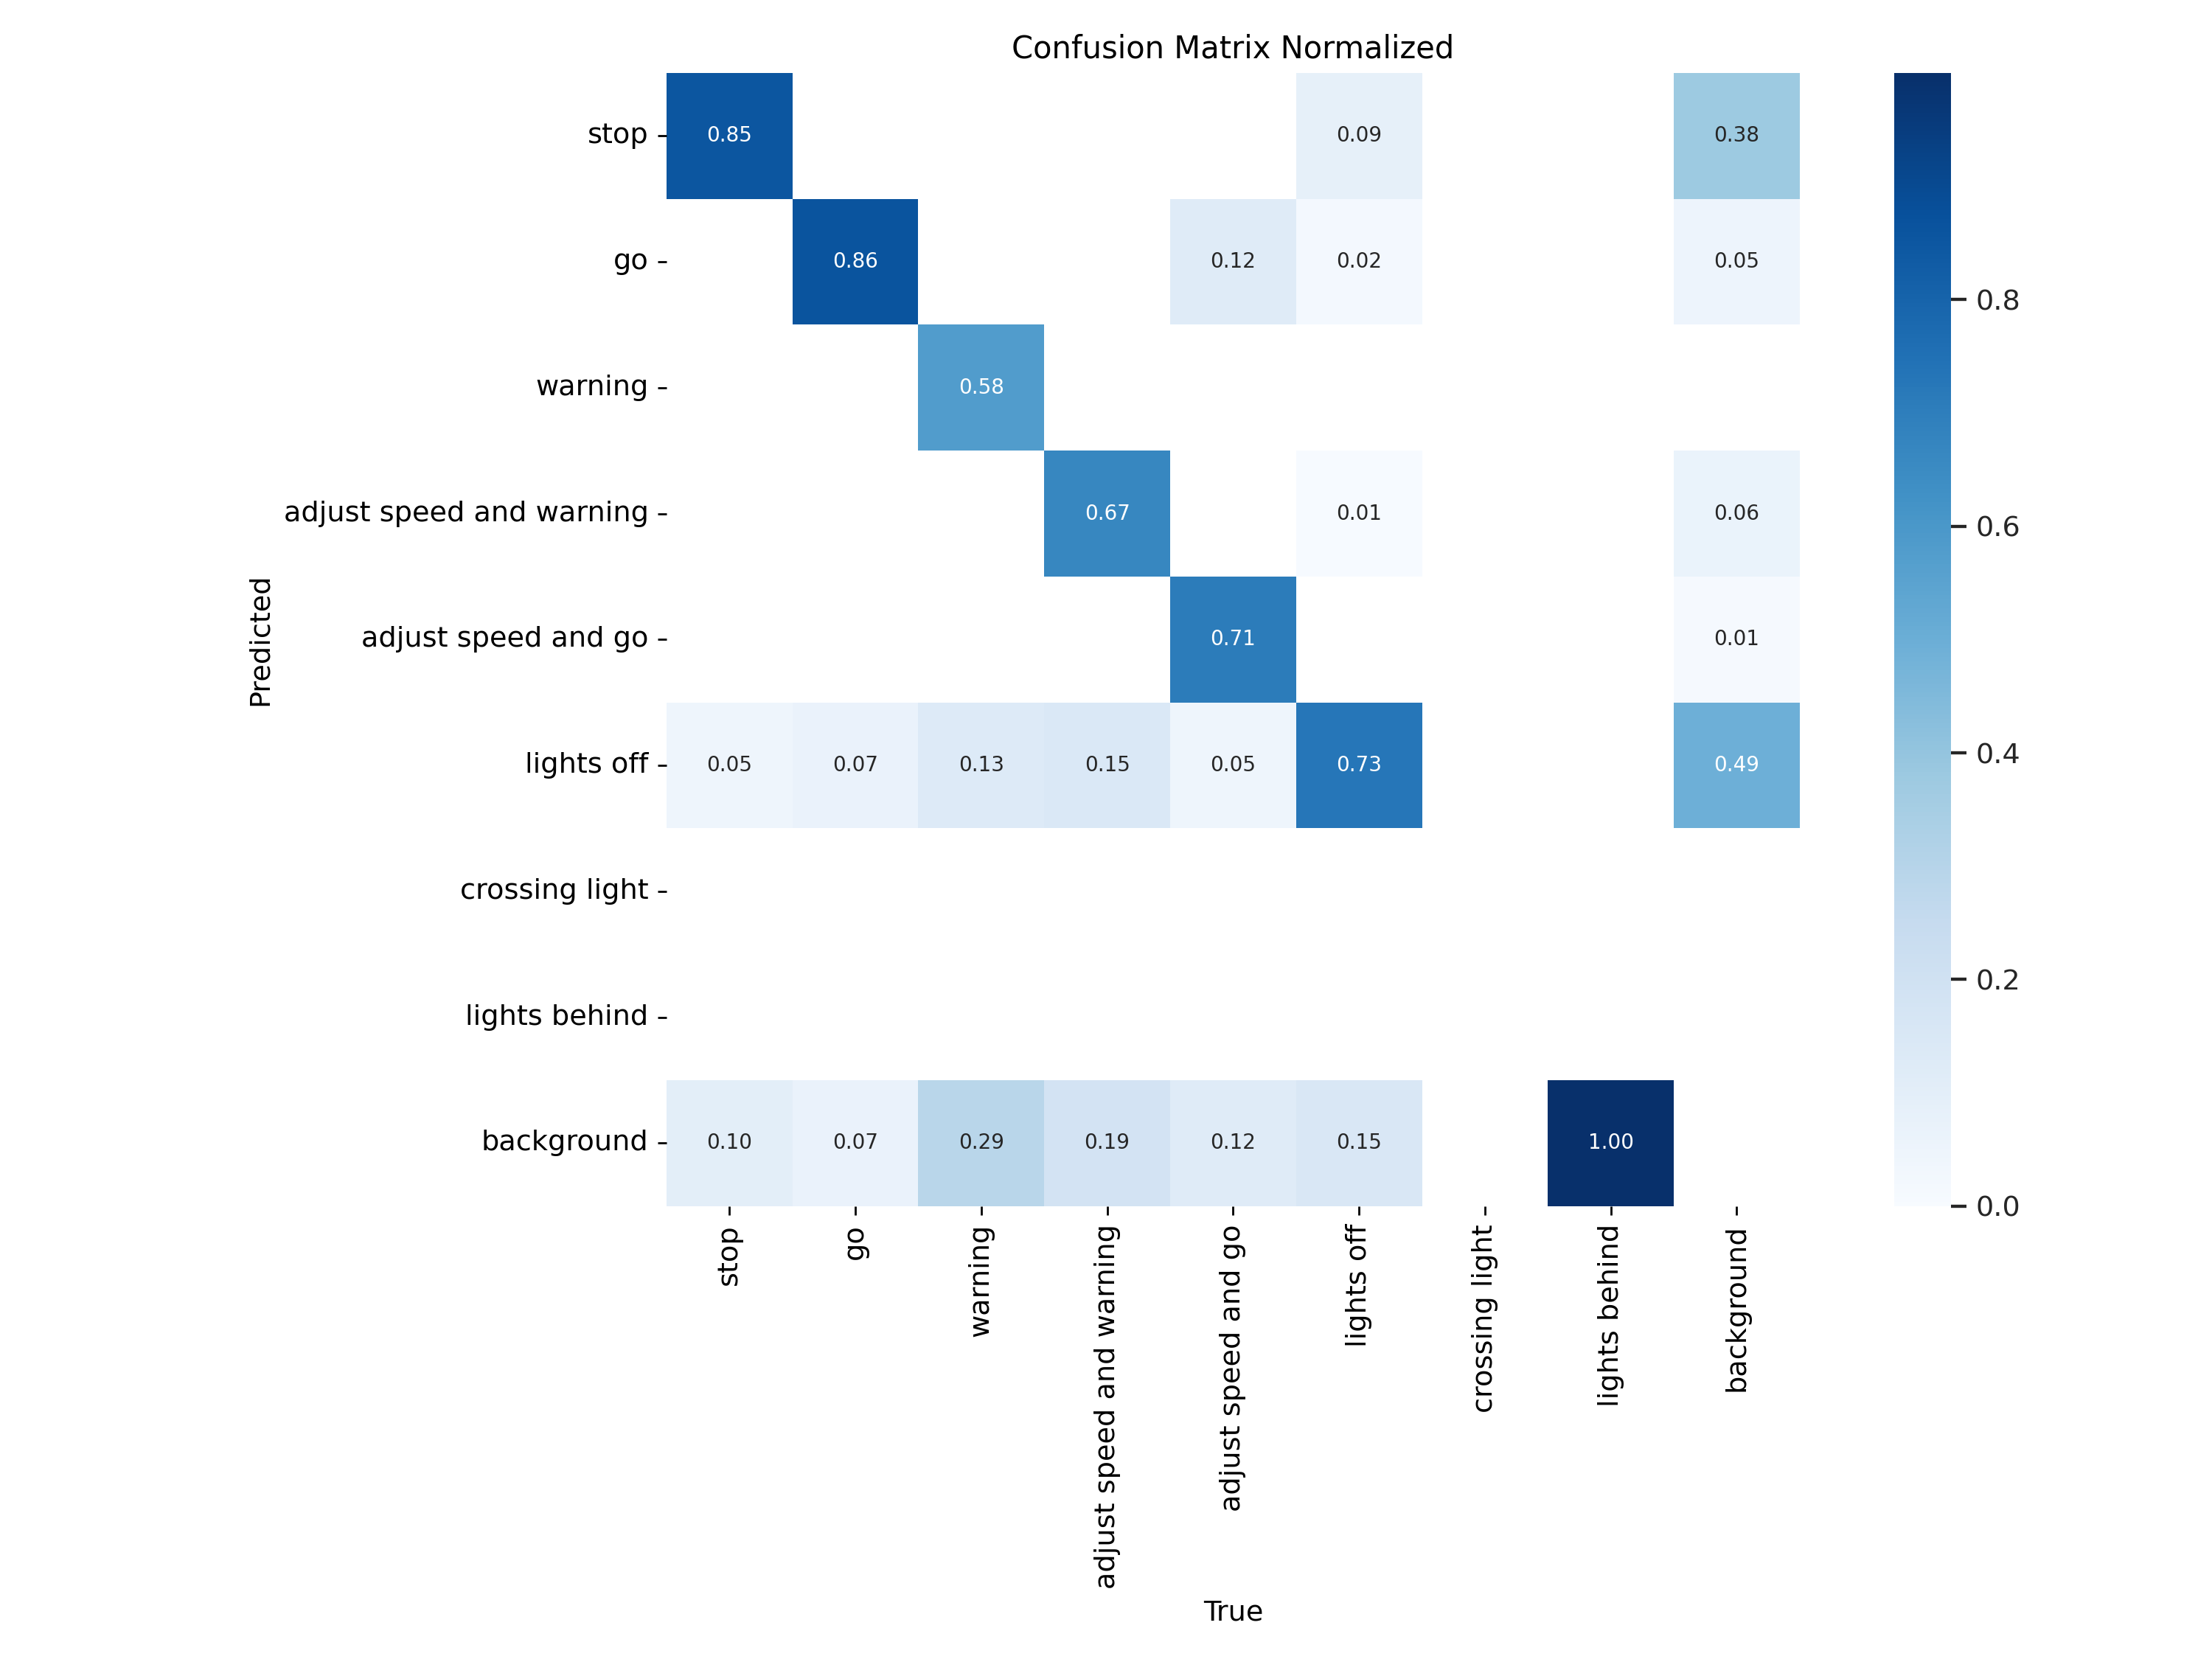 Confusion Matrix Normalized
stop 0.85 0.09 0.38
go 0.86 0.12 0.02 0.05
warning 0.58
adjust speed and warning 0.67 0.01 0.06
adjust speed and go 0.71 0.01
lights off 0.05 0.07 0.13 0.15 0.05 0.73 0.49
crossing light
lights behind
background 0.10 0.07 0.29 0.19 0.12 0.15 1.00
Predicted
stop
go
warning
adjust speed and warning
adjust speed and go
lights off
crossing light
lights behind
background
True
0.8
0.6
0.4
0.2
0.0